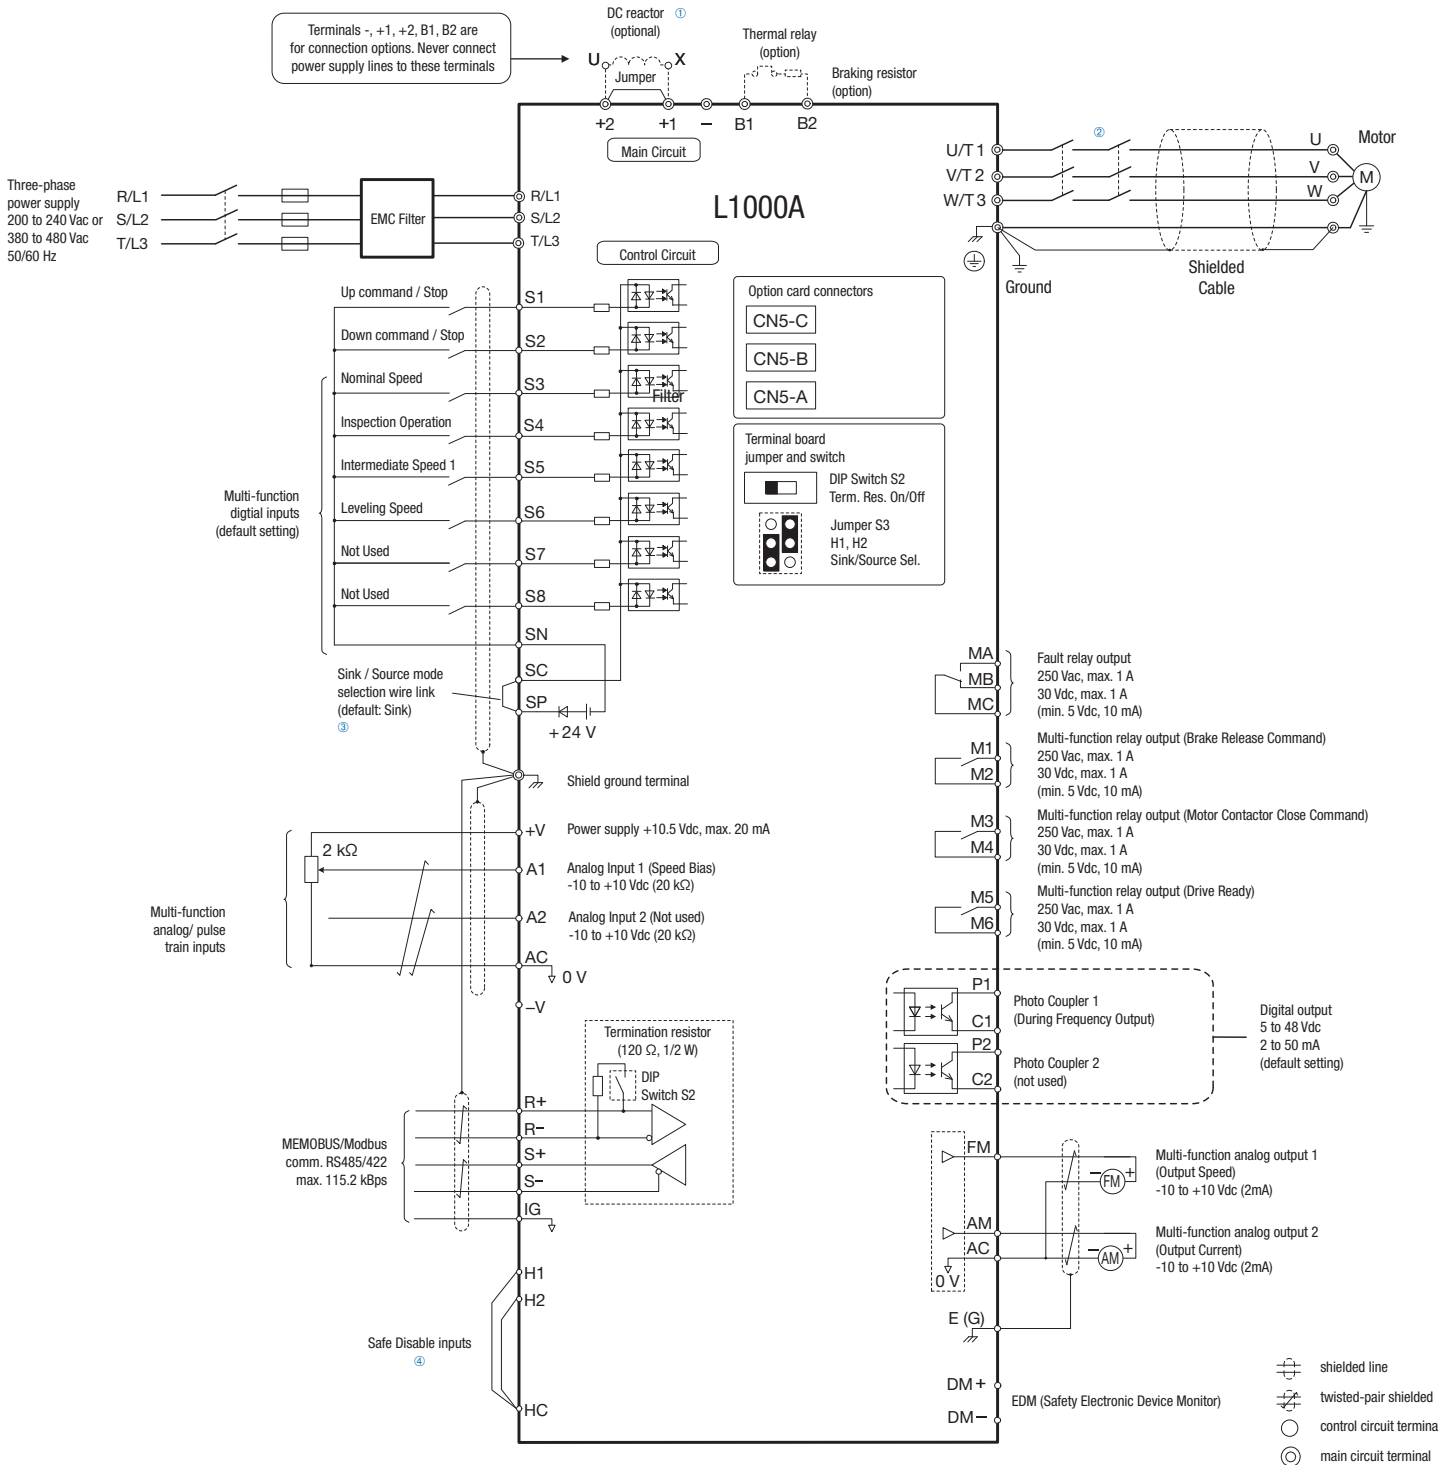 Terminals -, +1, +2, B1, B2 are
for connection options. Never connect
power supply lines to these terminals
DC reactor ①
(optional)
U X
Jumper
Thermal relay
(option)
Braking resistor
(option)
+2 +1 – B1 B2
Main Circuit
Three-phase
power supply
200 to 240 Vac or
380 to 480 Vac
50/60 Hz
R/L1
S/L2
T/L3
EMC Filter
R/L1
S/L2
T/L3
L1000A
U/T 1
V/T 2
W/T 3
②
U
V
W
Motor
M
Ground
Shielded
Cable
Control Circuit
Up command / Stop
S1
Down command / Stop
S2
Nominal Speed
S3
Filter
Inspection Operation
S4
Intermediate Speed 1
S5
Leveling Speed
S6
Not Used
S7
Not Used
S8
Multi-function
digtial inputs
(default setting)
SN
SC
SP
+24 V
Sink / Source mode
selection wire link
(default: Sink)
③
Option card connectors
CN5-C
CN5-B
CN5-A
Terminal board
jumper and switch
DIP Switch S2
Term. Res. On/Off
Jumper S3
H1, H2
Sink/Source Sel.
Shield ground terminal
Multi-function
analog/ pulse
train inputs
2 kΩ
+V
Power supply +10.5 Vdc, max. 20 mA
A1
Analog Input 1 (Speed Bias)
-10 to +10 Vdc (20 kΩ)
A2
Analog Input 2 (Not used)
-10 to +10 Vdc (20 kΩ)
AC
0 V
–V
Termination resistor
(120 Ω, 1/2 W)
DIP
Switch S2
MEMOBUS/Modbus
comm. RS485/422
max. 115.2 kBps
R+
R−
S+
S−
IG
H1
H2
Safe Disable inputs
④
HC
MA
MB
MC
Fault relay output
250 Vac, max. 1 A
30 Vdc, max. 1 A
(min. 5 Vdc, 10 mA)
M1
M2
Multi-function relay output (Brake Release Command)
250 Vac, max. 1 A
30 Vdc, max. 1 A
(min. 5 Vdc, 10 mA)
M3
M4
Multi-function relay output (Motor Contactor Close Command)
250 Vac, max. 1 A
30 Vdc, max. 1 A
(min. 5 Vdc, 10 mA)
M5
M6
Multi-function relay output (Drive Ready)
250 Vac, max. 1 A
30 Vdc, max. 1 A
(min. 5 Vdc, 10 mA)
P1
C1
Photo Coupler 1
(During Frequency Output)
P2
C2
Photo Coupler 2
(not used)
Digital output
5 to 48 Vdc
2 to 50 mA
(default setting)
FM
− FM +
Multi-function analog output 1
(Output Speed)
-10 to +10 Vdc (2mA)
AM
AC
0 V
− AM +
Multi-function analog output 2
(Output Current)
-10 to +10 Vdc (2mA)
E (G)
DM +
DM −
EDM (Safety Electronic Device Monitor)
shielded line
twisted-pair shielded
control circuit termina
main circuit terminal